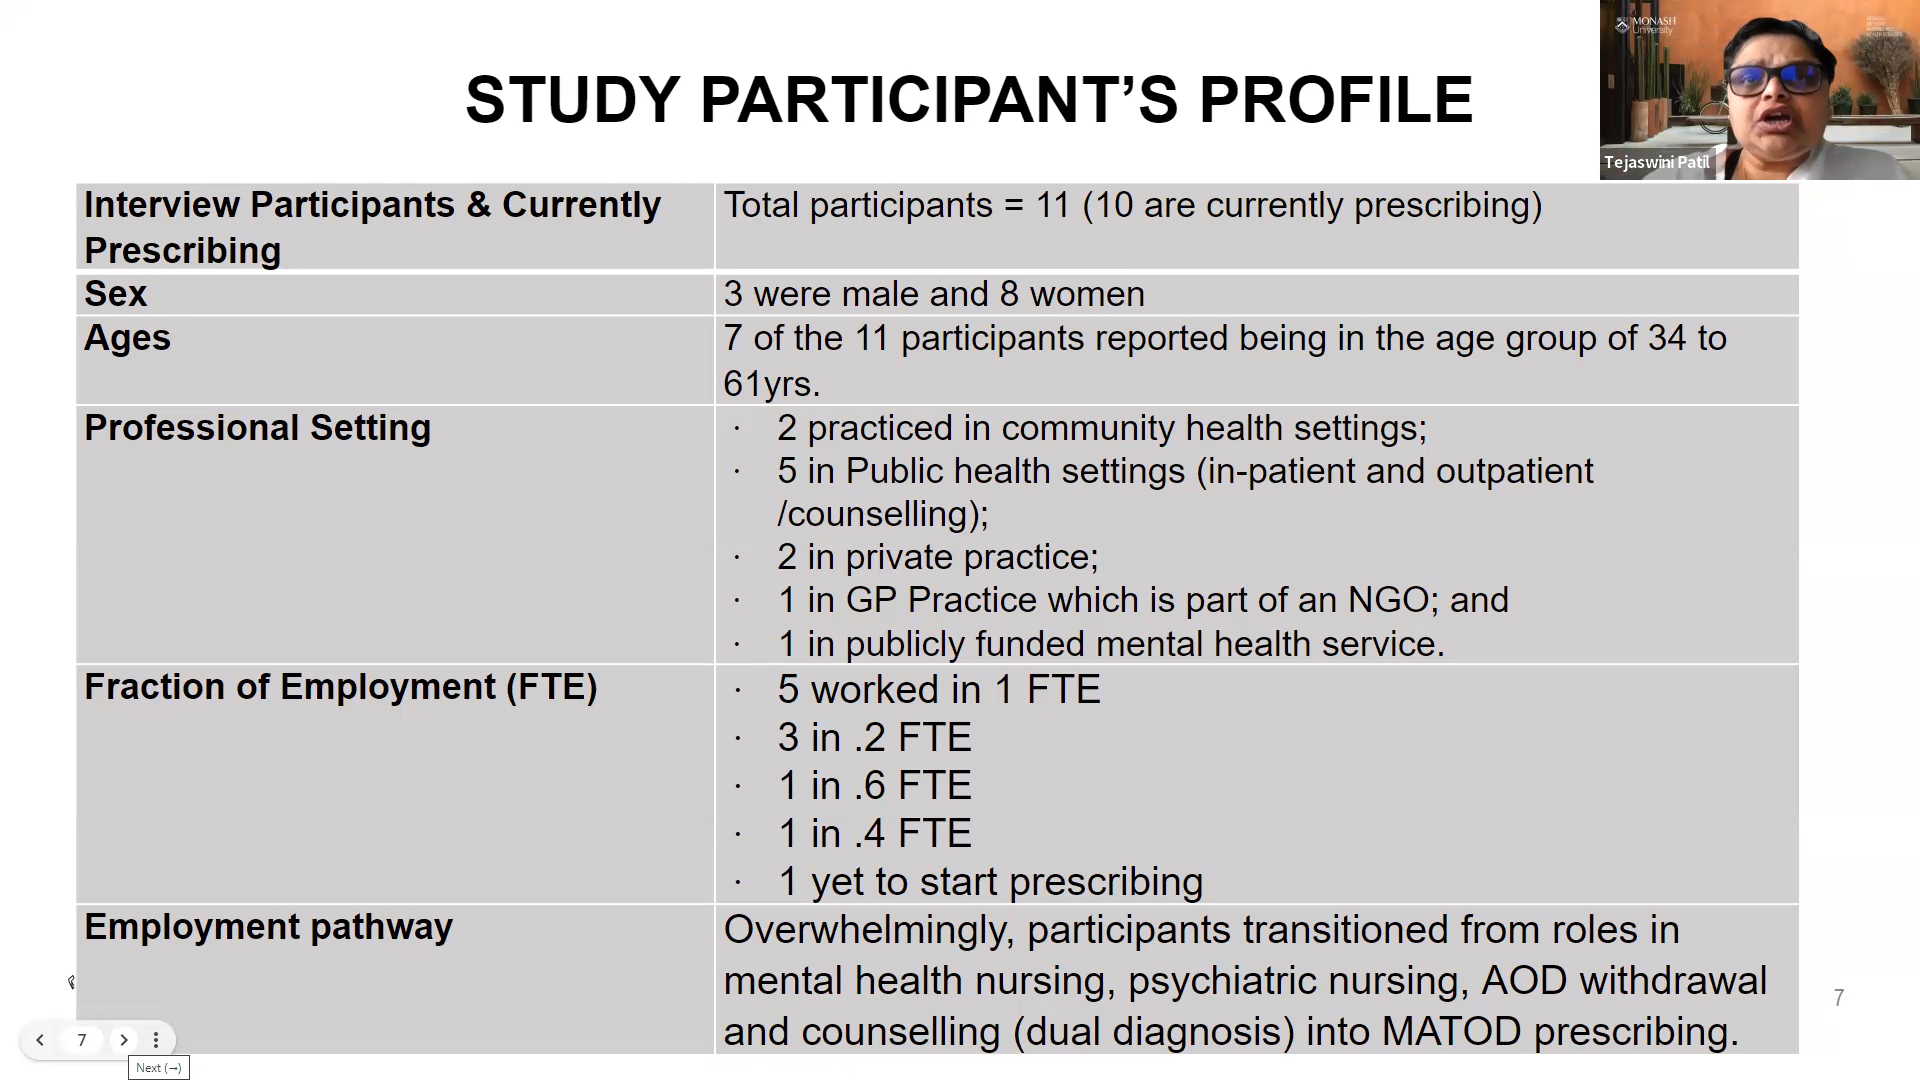 MONASH
University
STUDY PARTICIPANT’S PROFILE
Tejaswini Patil
Interview Participants & Currently
Prescribing
Total participants = 11 (10 are currently prescribing)
Sex
3 were male and 8 women
Ages
7 of the 11 participants reported being in the age group of 34 to
61yrs.
Professional Setting
· 2 practiced in community health settings;
· 5 in Public health settings (in-patient and outpatient
/counselling);
· 2 in private practice;
· 1 in GP Practice which is part of an NGO; and
· 1 in publicly funded mental health service.
Fraction of Employment (FTE)
· 5 worked in 1 FTE
· 3 in .2 FTE
· 1 in .6 FTE
· 1 in .4 FTE
· 1 yet to start prescribing
Employment pathway
Overwhelmingly, participants transitioned from roles in
mental health nursing, psychiatric nursing, AOD withdrawal
and counselling (dual diagnosis) into MATOD prescribing.
7
7
Next (→)